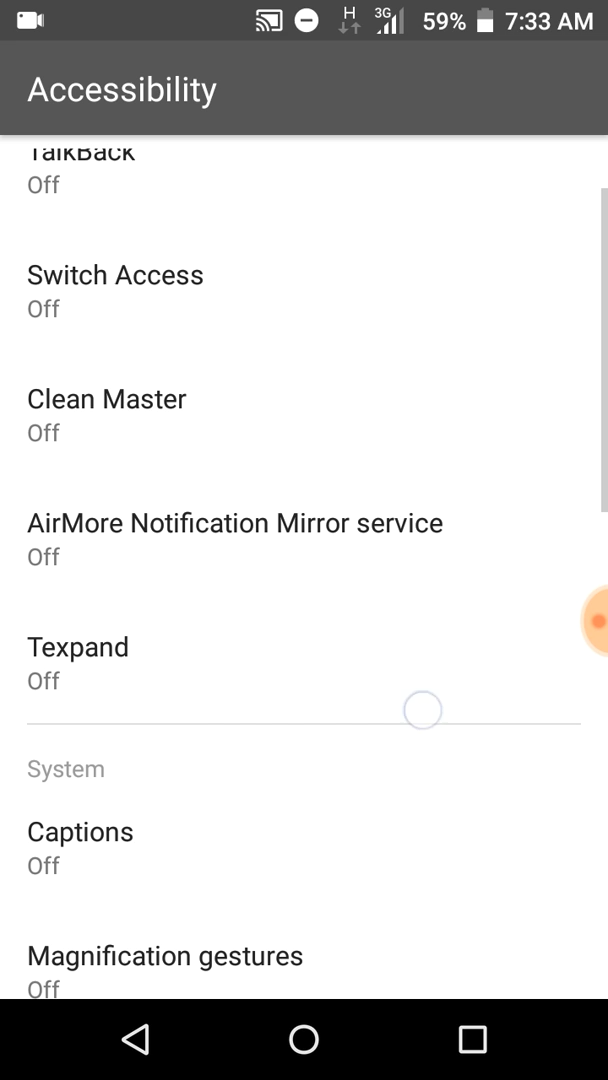 H 3G 59% 7:33 AM
Accessibility
TalkBack
Off
Switch Access
Off
Clean Master
Off
AirMore Notification Mirror service
Off
Texpand
Off
System
Captions
Off
Magnification gestures
Off